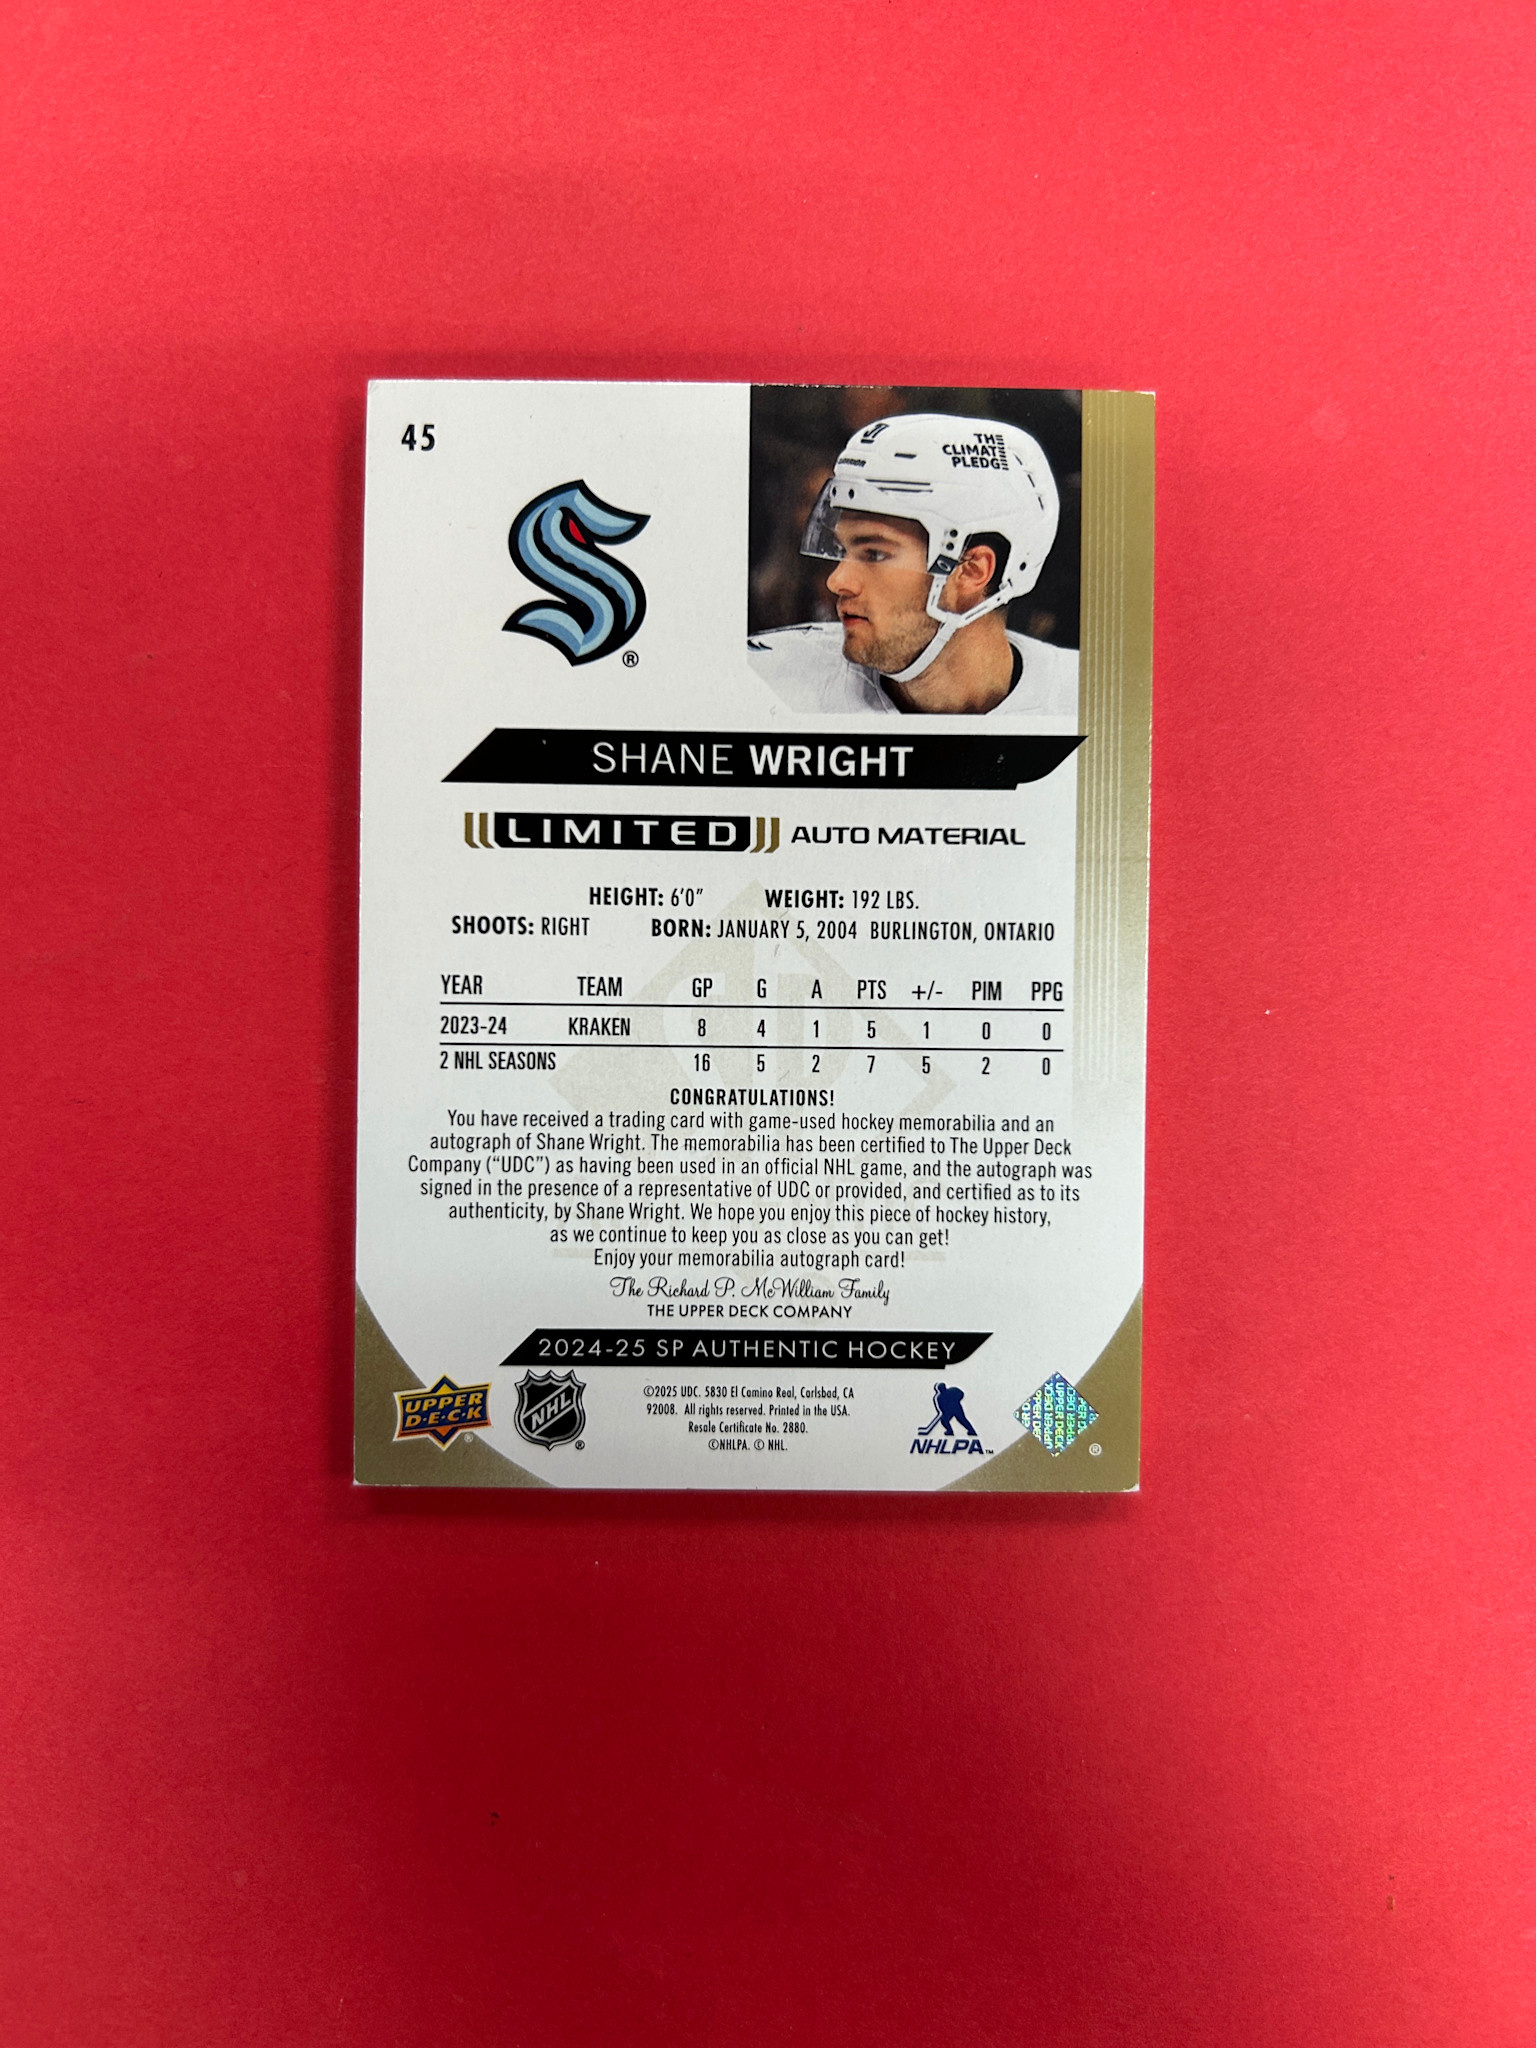 45
THE
CLIMATE
PLEDGE
®
SHANE WRIGHT
LIMITED AUTO MATERIAL
HEIGHT: 6'0" WEIGHT: 192 LBS.
SHOOTS: RIGHT BORN: JANUARY 5, 2004 BURLINGTON, ONTARIO
YEAR TEAM GP G A PTS +/- PIM PPG
2023-24 KRAKEN 8 4 1 5 1 0 0
2 NHL SEASONS 16 5 2 7 5 2 0
CONGRATULATIONS!
You have received a trading card with game-used hockey memorabilia and an
autograph of Shane Wright. The memorabilia has been certified to The Upper Deck
Company (“UDC”) as having been used in an official NHL game, and the autograph was
signed in the presence of a representative of UDC or provided, and certified as to its
authenticity, by Shane Wright. We hope you enjoy this piece of hockey history,
as we continue to keep you as close as you can get!
Enjoy your memorabilia autograph card!
The Richard P. McWilliam Family
THE UPPER DECK COMPANY
2024-25 SP AUTHENTIC HOCKEY
UPPER
D·E·C·K
®
NHL
®
©2025 UDC. 5830 El Camino Real, Carlsbad, CA
92008. All rights reserved. Printed in the USA.
Resale Certificate No. 2880.
©NHLPA. © NHL.
NHLPA™
UPPER DECK
®